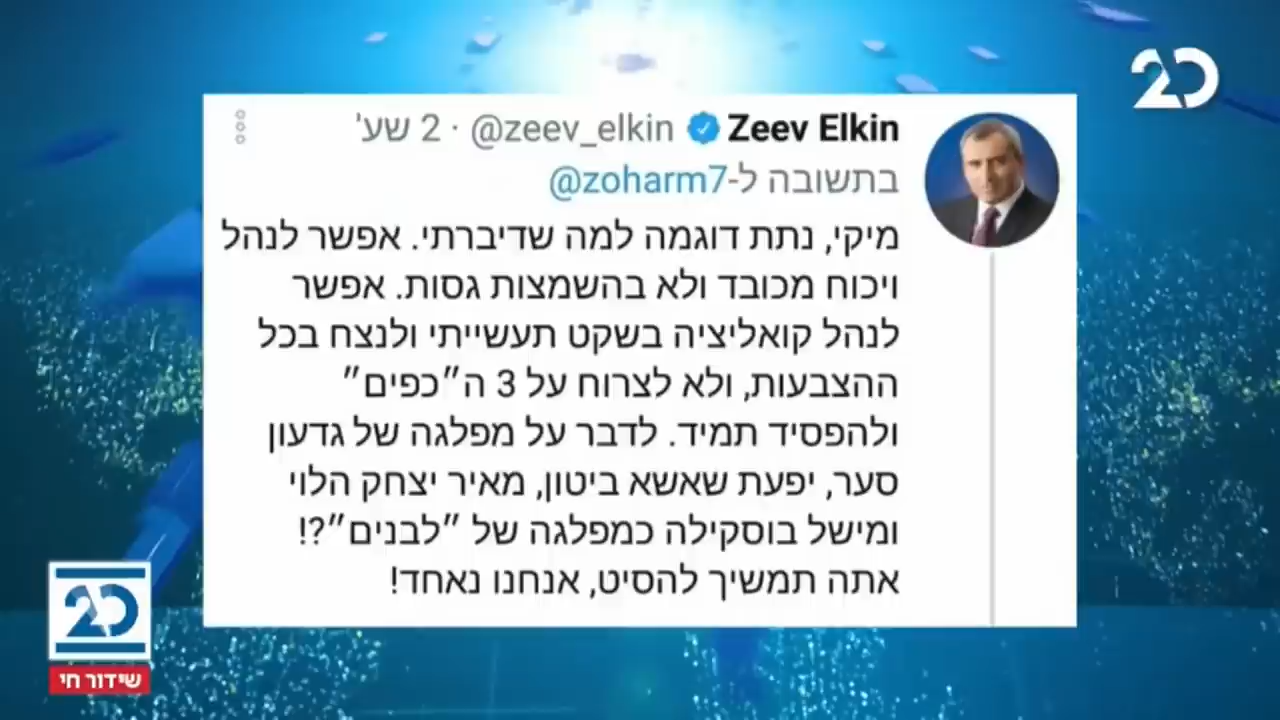 20
Zeev Elkin @zeev_elkin · 2 שע'
בתשובה ל-@zoharm7
מיקי, נתת דוגמה למה שדיברתי. אפשר לנהל
ויכוח מכובד ולא בהשמצות גסות. אפשר
לנהל קואליציה בשקט תעשייתי ולנצח בכל
ההצבעות, ולא לצרוח על 3 ה״כפים״
ולהפסיד תמיד. לדבר על מפלגה של גדעון
סער, יפעת שאשא ביטון, מאיר יצחק הלוי
ומישל בוסקילה כמפלגה של ״לבנים״?!
אתה תמשיך להסיט, אנחנו נאחד!
20
שידור חי